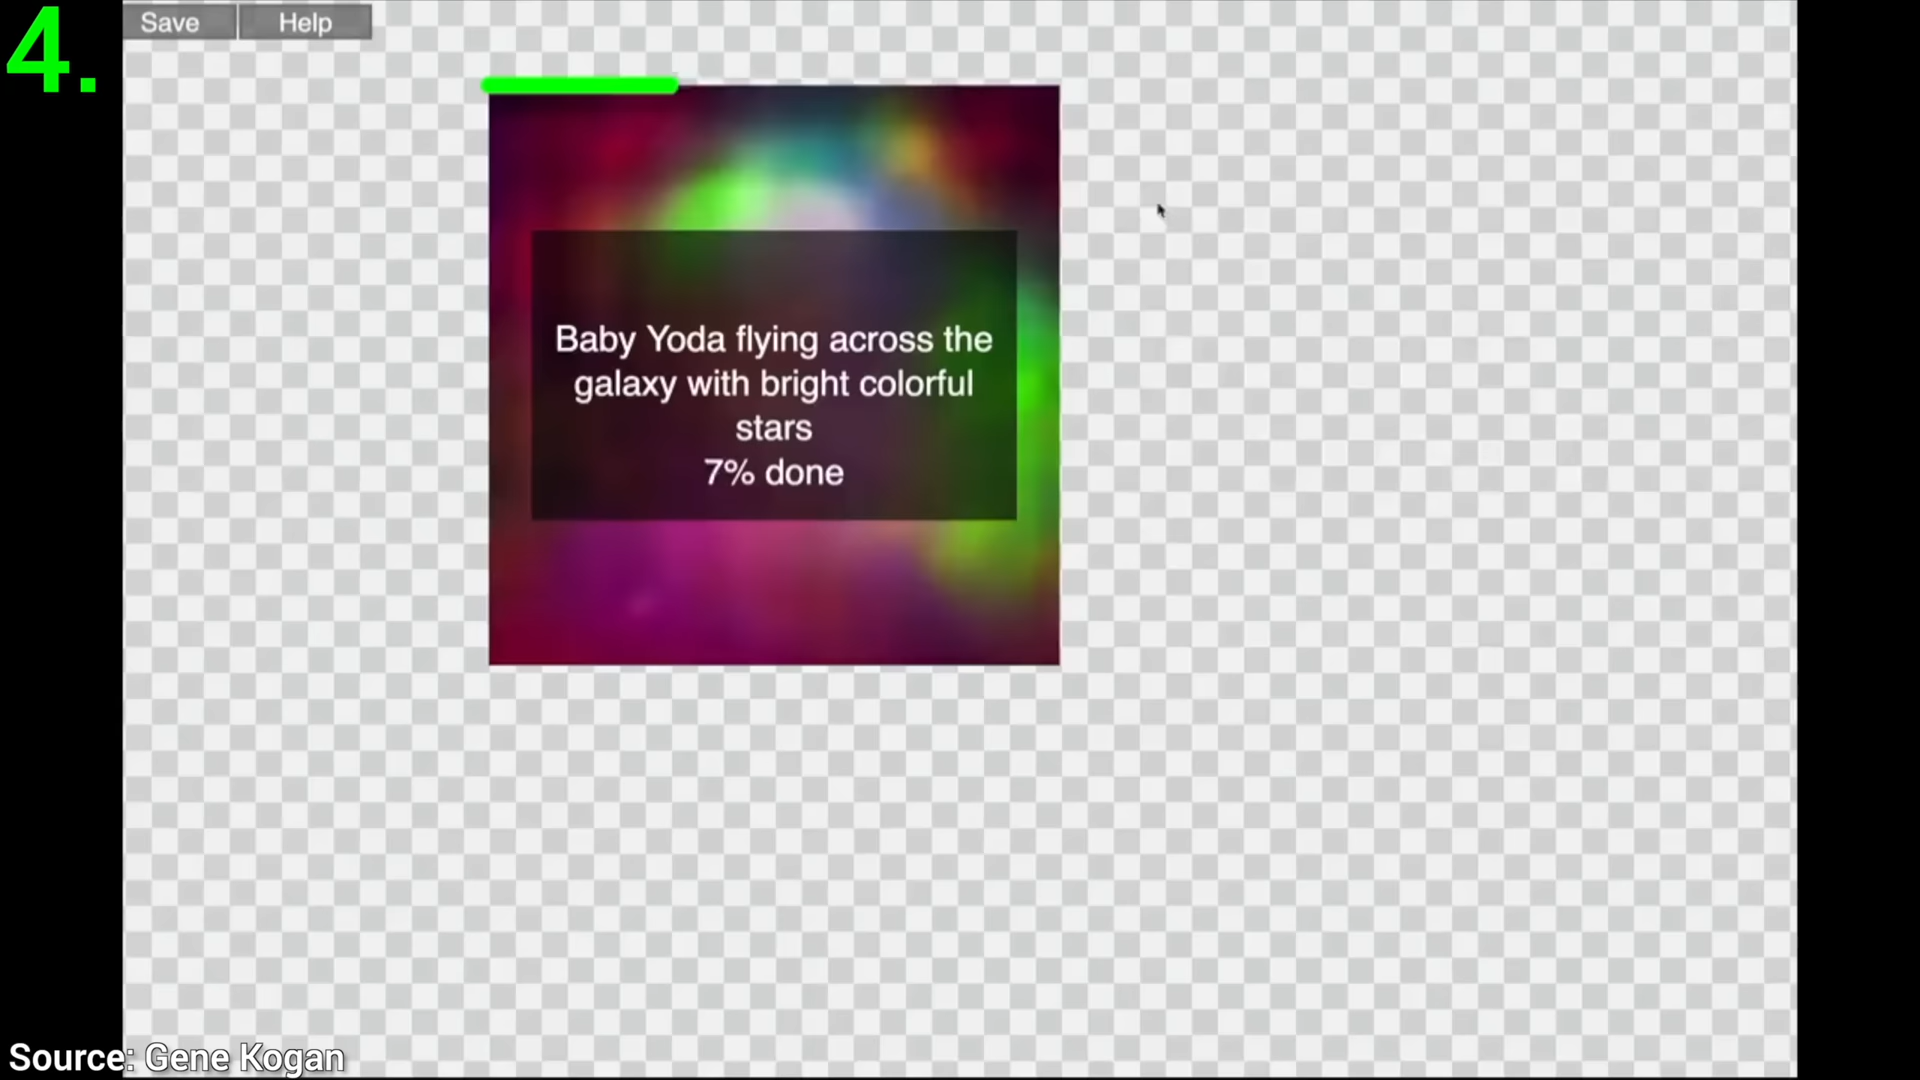 4.
Save
Help
Baby Yoda flying across the
galaxy with bright colorful
stars
7% done
Source: Gene Kogan